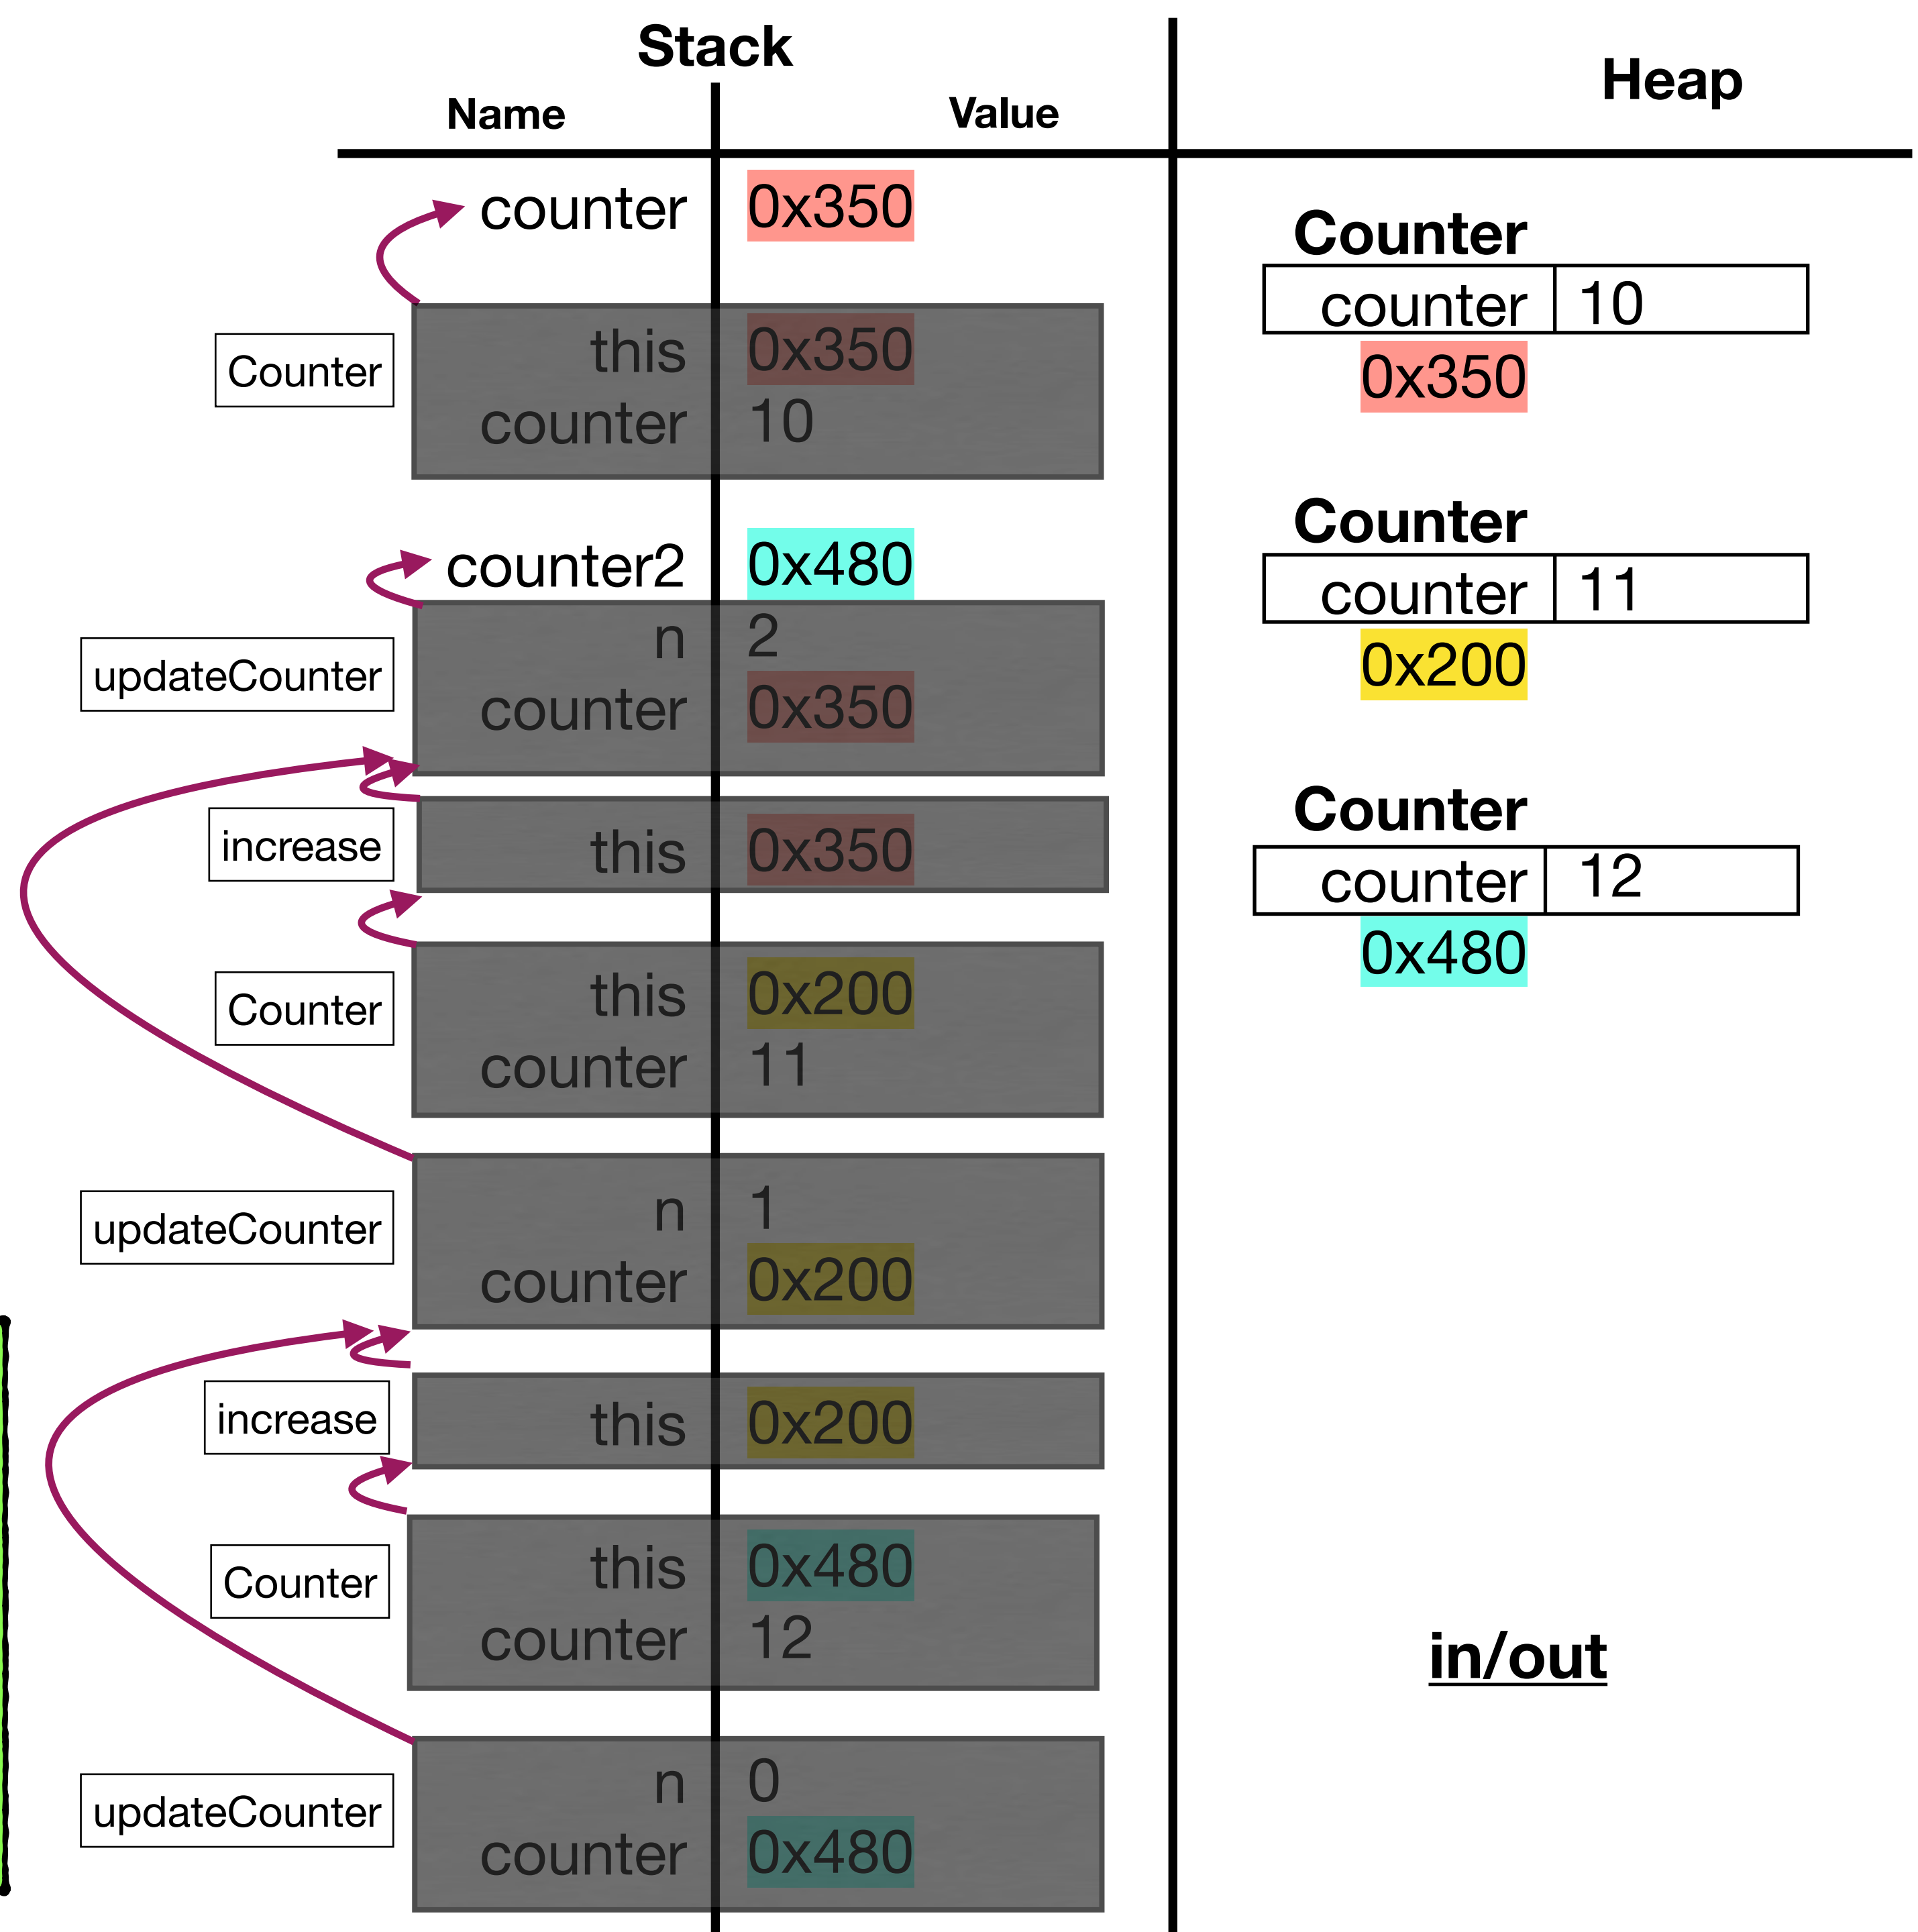 Stack
Heap
Name Value
counter 0x350
Counter
this 0x350
counter 10
counter2 0x480
updateCounter
n 2
counter 0x350
increase
this 0x350
Counter
this 0x200
counter 11
updateCounter
n 1
counter 0x200
increase
this 0x200
Counter
this 0x480
counter 12
updateCounter
n 0
counter 0x480
Counter
counter 10
0x350
Counter
counter 11
0x200
Counter
counter 12
0x480
in/out